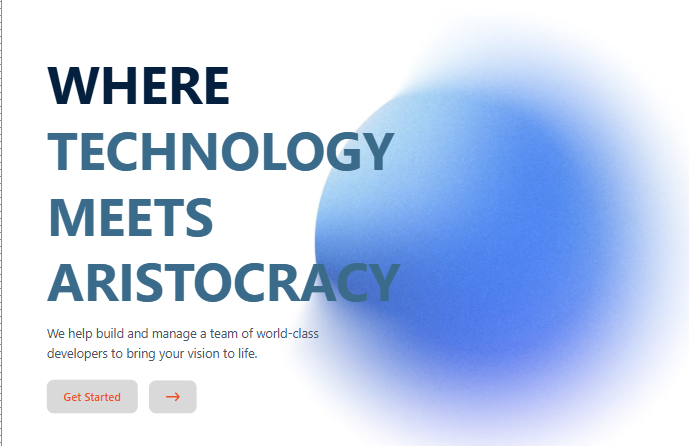 WHERE
TECHNOLOGY
MEETS
ARISTOCRACY
We help build and manage a team of world-class
developers to bring your vision to life.
Get Started →